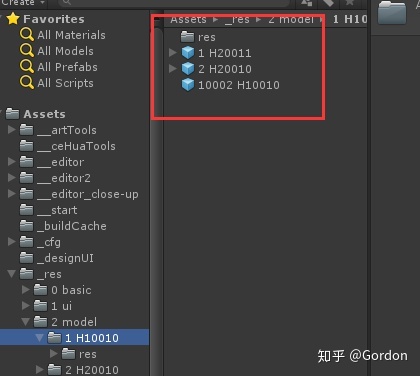 Create
Favorites
All Materials
All Models
All Prefabs
All Scripts
Assets
__artTools
__ceHuaTools
__editor
__editor2
__editor_close-up
__start
_buildCache
_cfg
_designUI
_res
0 basic
1 ui
2 model
1 H10010
res
2 H20010
Assets ▸ _res ▸ 2 model ▸ 1 H10
res
1 H20011
2 H20010
10002 H10010
知乎 @Gordon